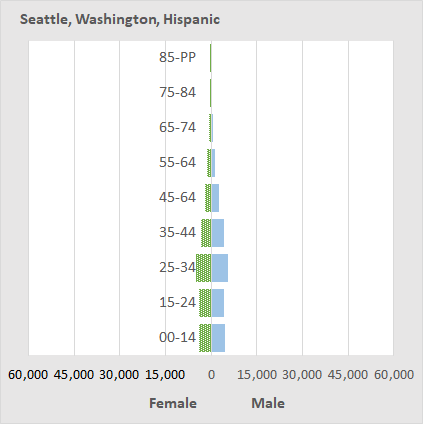 Seattle, Washington, Hispanic
85-PP
75-84
65-74
55-64
45-64
35-44
25-34
15-24
00-14
60,000 45,000 30,000 15,000 0 15,000 30,000 45,000 60,000
Female Male